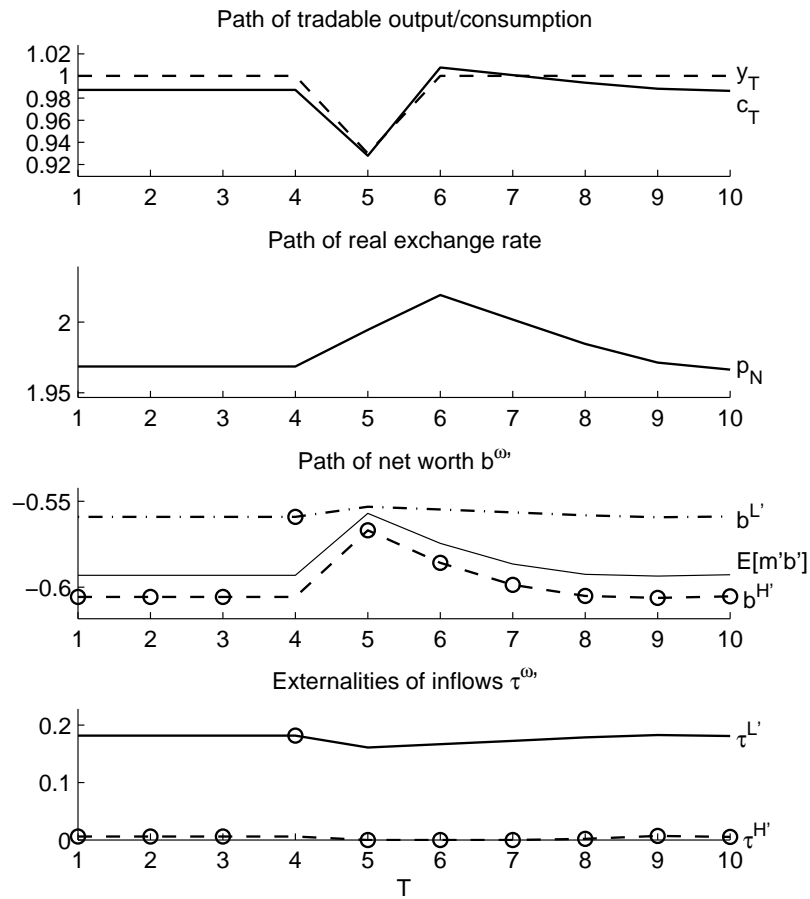 Path of tradable output/consumption
1.02
1
0.98
0.96
0.94
0.92
y_T
c_T
1 2 3 4 5 6 7 8 9 10
Path of real exchange rate
2
1.95
p_N
1 2 3 4 5 6 7 8 9 10
Path of net worth b^ω'
−0.55
−0.6
b^L'
E[m'b']
b^H'
1 2 3 4 5 6 7 8 9 10
Externalities of inflows τ^ω'
0.2
0.1
0
τ^L'
τ^H'
1 2 3 4 5 6 7 8 9 10
T